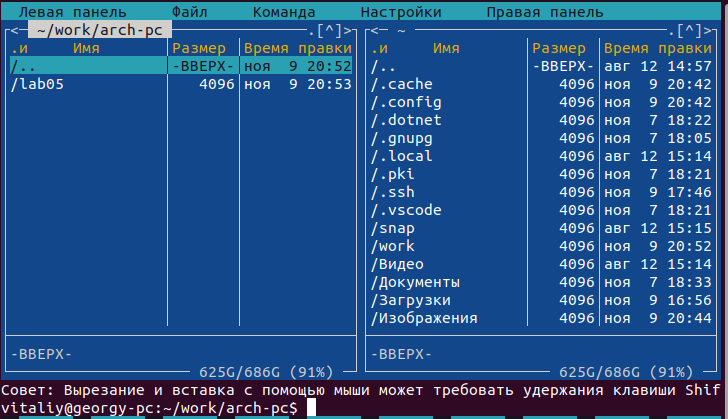 Левая панель Файл Команда Настройки Правая панель
<- ~/work/arch-pc .[^]> <- ~ .[^]>
.и Имя Размер Время правки .и Имя Размер Время правки
/.. -ВВЕРХ- ноя 9 20:52 /.. -ВВЕРХ- авг 12 14:57
/lab05 4096 ноя 9 20:53 /.cache 4096 ноя 9 20:42
/.config 4096 ноя 9 20:42
/.dotnet 4096 ноя 7 18:22
/.gnupg 4096 ноя 7 18:05
/.local 4096 авг 12 15:14
/.pki 4096 ноя 7 18:21
/.ssh 4096 ноя 9 17:46
/.vscode 4096 ноя 7 18:21
/snap 4096 авг 12 15:15
/work 4096 ноя 9 20:52
/Видео 4096 авг 12 15:14
/Документы 4096 ноя 7 18:33
/Загрузки 4096 ноя 9 16:56
/Изображения 4096 ноя 9 20:44
-ВВЕРХ- -ВВЕРХ-
625G/686G (91%) 625G/686G (91%)
Совет: Вырезание и вставка с помощью мыши может требовать удержания клавиши Shif
vitaliy@georgy-pc:~/work/arch-pc$